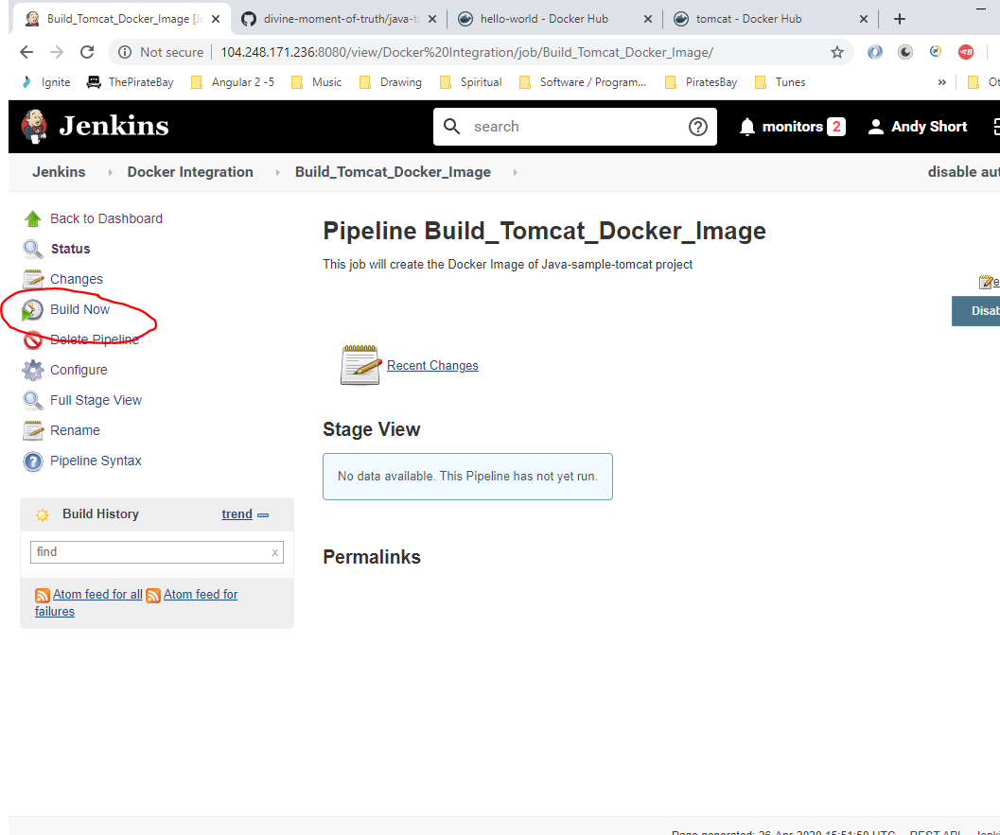 Build_Tomcat_Docker_Image [Je
divine-moment-of-truth/java-to
hello-world - Docker Hub
tomcat - Docker Hub
Not secure
104.248.171.236:8080/view/Docker%20Integration/job/Build_Tomcat_Docker_Image/
Ignite
ThePirateBay
Angular 2 -5
Music
Drawing
Spiritual
Software / Program...
PiratesBay
Tunes
»
Ot
Jenkins
search
monitors 2
Andy Short
Jenkins
Docker Integration
Build_Tomcat_Docker_Image
disable aut
Back to Dashboard
Status
Changes
Build Now
Delete Pipeline
Configure
Full Stage View
Rename
Pipeline Syntax
Build History
trend
find
x
Atom feed for all
Atom feed for
failures
Pipeline Build_Tomcat_Docker_Image
This job will create the Docker Image of Java-sample-tomcat project
e
Disab
Recent Changes
Stage View
No data available. This Pipeline has not yet run.
Permalinks
Page generated: 26-Apr-2020 15:51:50 UTC
REST API
Jenki